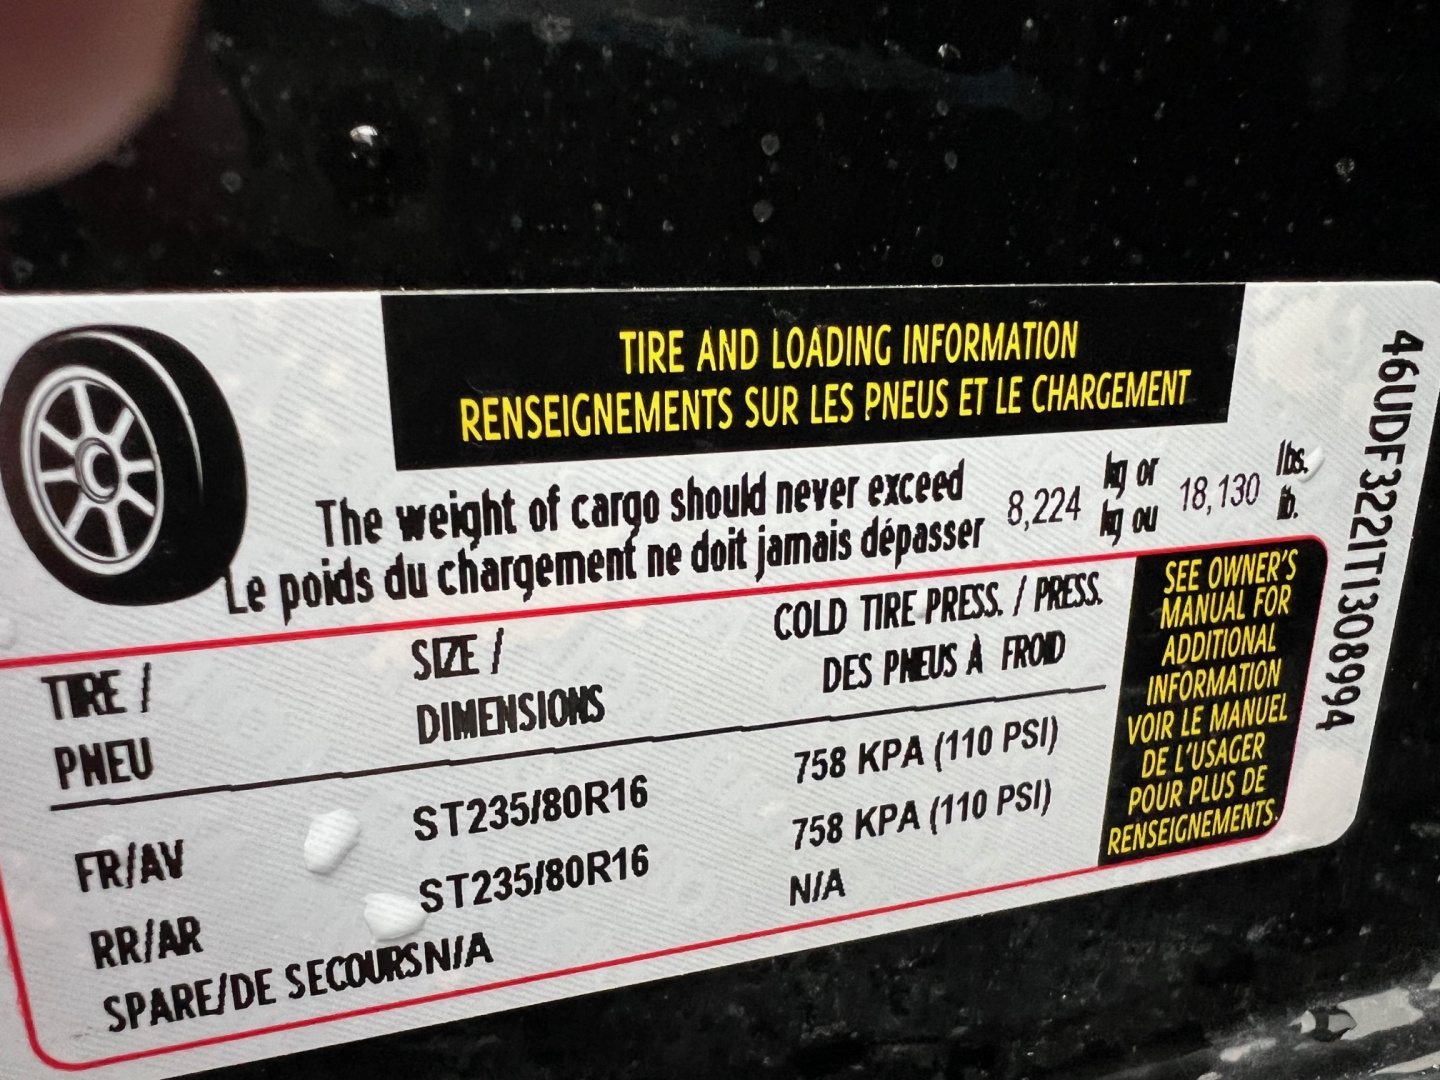 TIRE AND LOADING INFORMATION
RENSEIGNEMENTS SUR LES PNEUS ET LE CHARGEMENT
The weight of cargo should never exceed 8,224 kg or 18,130 lbs.
Le poids du chargement ne doit jamais dépasser kg ou lb.
TIRE / SIZE / COLD TIRE PRESS. / PRESS.
PNEU DIMENSIONS DES PNEUS À FROID
FR/AV ST235/80R16 758 KPA (110 PSI)
RR/AR ST235/80R16 758 KPA (110 PSI)
SPARE/DE SECOURS N/A N/A
SEE OWNER'S
MANUAL FOR
ADDITIONAL
INFORMATION
VOIR LE MANUEL
DE L'USAGER
POUR PLUS DE
RENSEIGNEMENTS.
46UDF3221T1308994